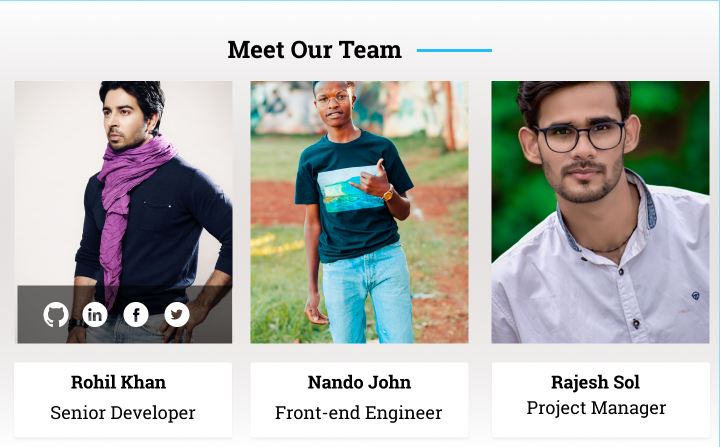 Meet Our Team
Rohil Khan
Senior Developer
Nando John
Front-end Engineer
Rajesh Sol
Project Manager